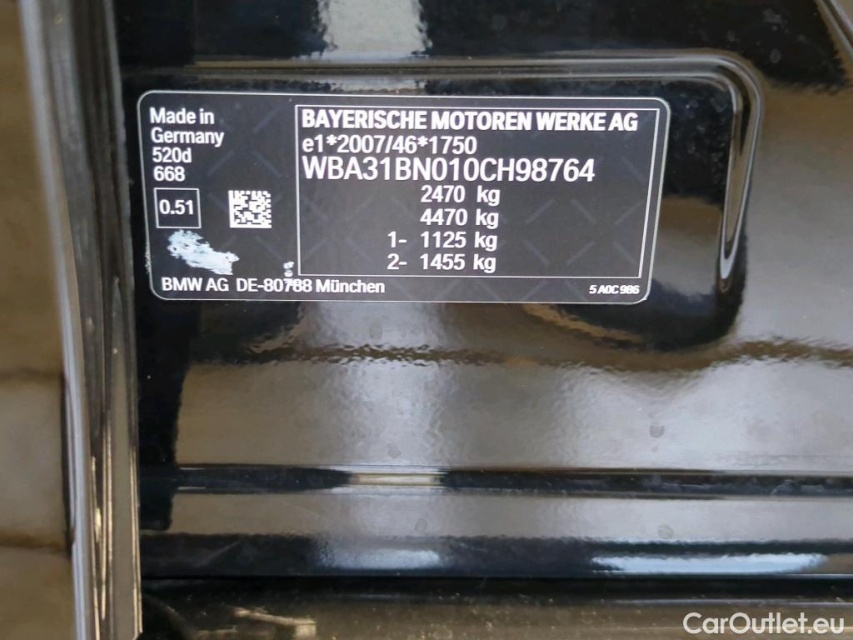 Made in
Germany
520d
668
0.51
BMW AG DE-80788 München
BAYERISCHE MOTOREN WERKE AG
e1*2007/46*1750
WBA31BN010CH98764
2470 kg
4470 kg
1- 1125 kg
2- 1455 kg
5 A0C 986
CarOutlet.eu